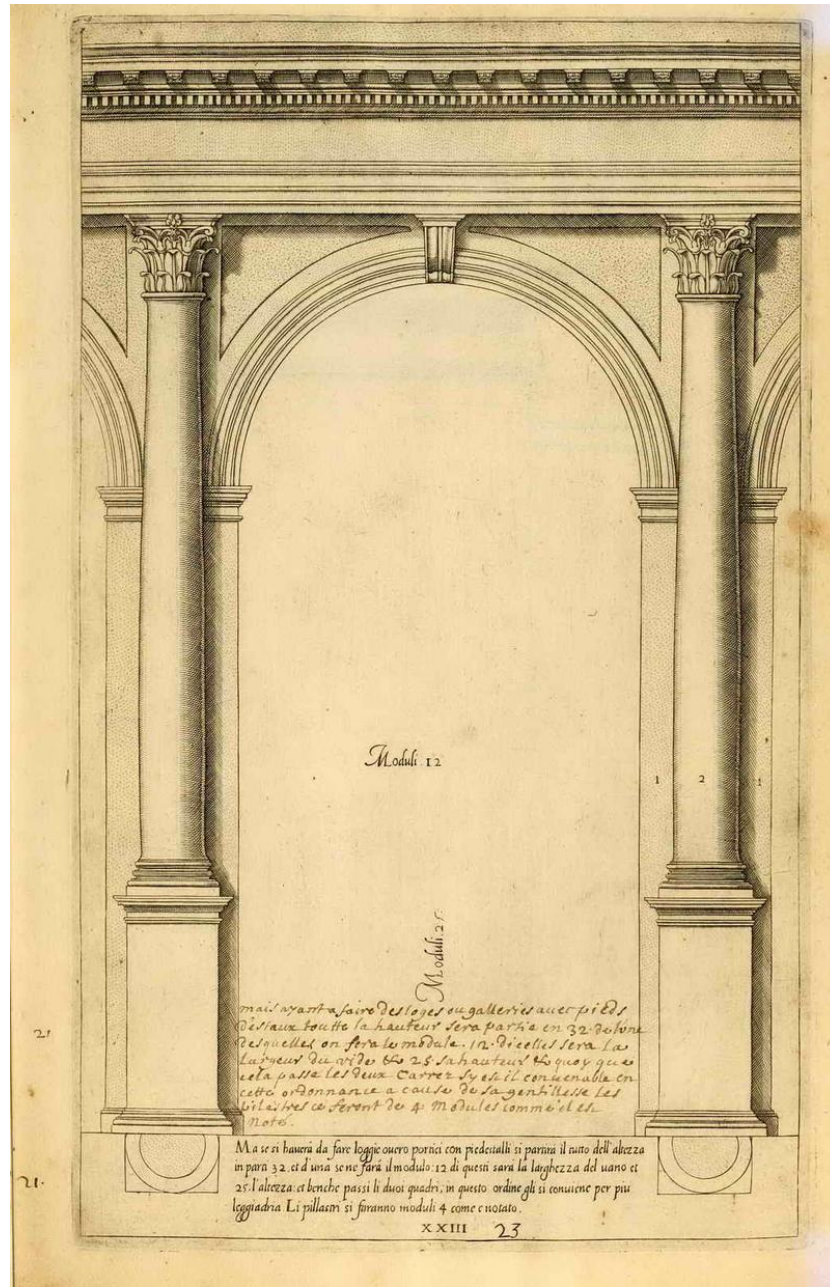 Moduli 12
1 2 1
Moduli 25
mais ayant a faire des loges ou galleries avec pieds
destaux toutte la hauteur sera partie en 32. de lune
desquelles on fera le module. 12. dicelles sera la
Largeur du vide & 25 sa hauteur & quoy que
cela passe les deux Carrez sy est il convenable en
cette ordonnance a cause de sa gentillesse Les
pilastres ce feront de 4 Modules comme il est
Noté.
21
21.
Ma se si hauerà da fare loggie ouero portici con piedestalli si partirà il tutto dell'altezza
in parti 32. et d'una se ne farà il modulo: 12 di questi sarà la larghezza del uano et
25. l'altezza: et benche passi li duoi quadri, in questo ordine gli si conuiene per piu
leggiadria Li pillastri si faranno moduli 4 come è notato.
XXIII 23